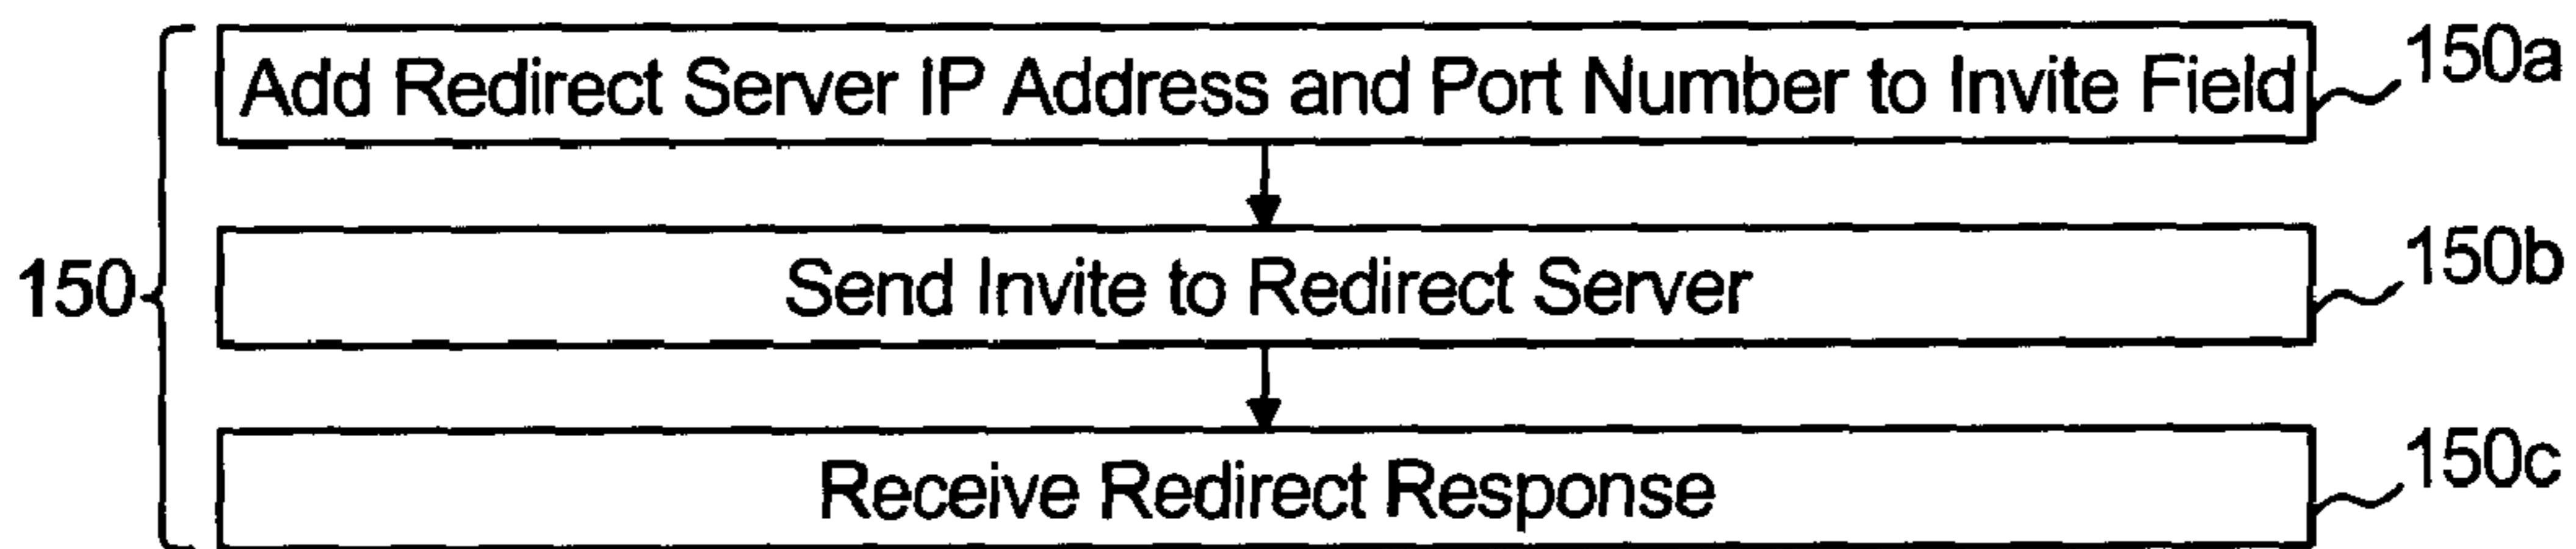 Add Redirect Server IP Address and Port Number to Invite Field
150a
150
Send Invite to Redirect Server
150b
Receive Redirect Response
150c